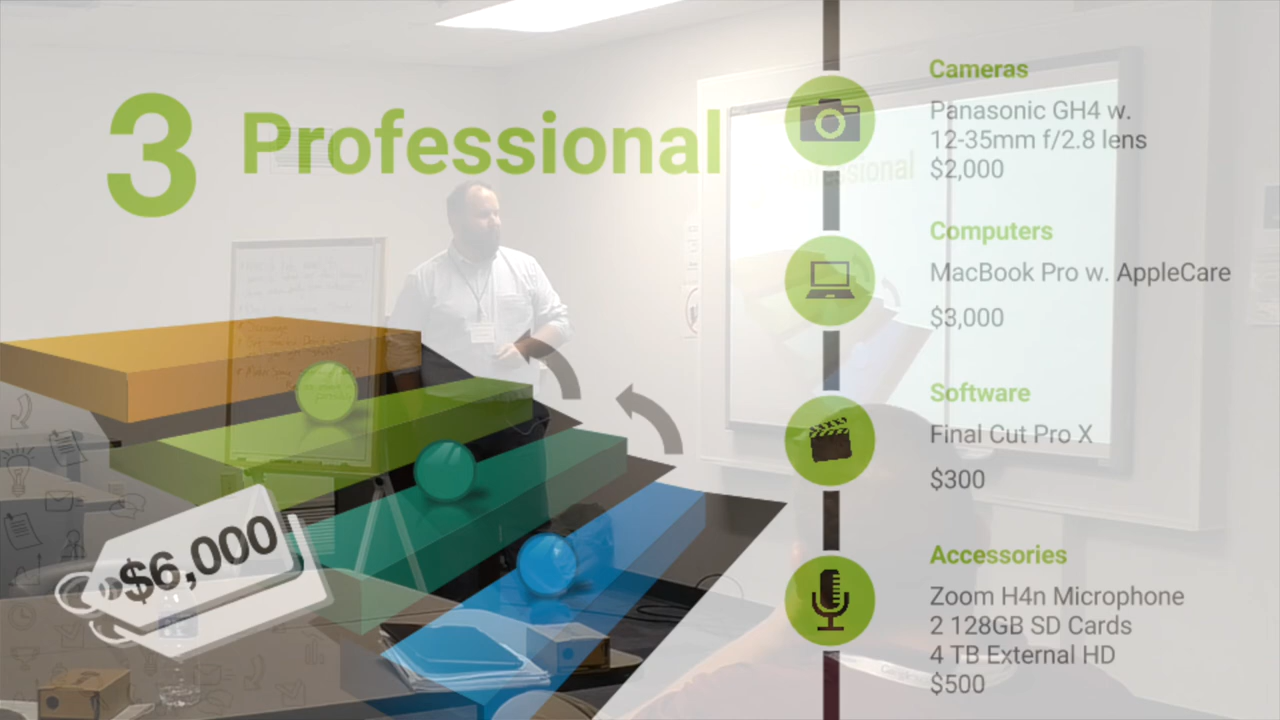 3 Professional
$6,000
Cameras
Panasonic GH4 w.
12-35mm f/2.8 lens
$2,000
Computers
MacBook Pro w. AppleCare
$3,000
Software
Final Cut Pro X
$300
Accessories
Zoom H4n Microphone
2 128GB SD Cards
4 TB External HD
$500